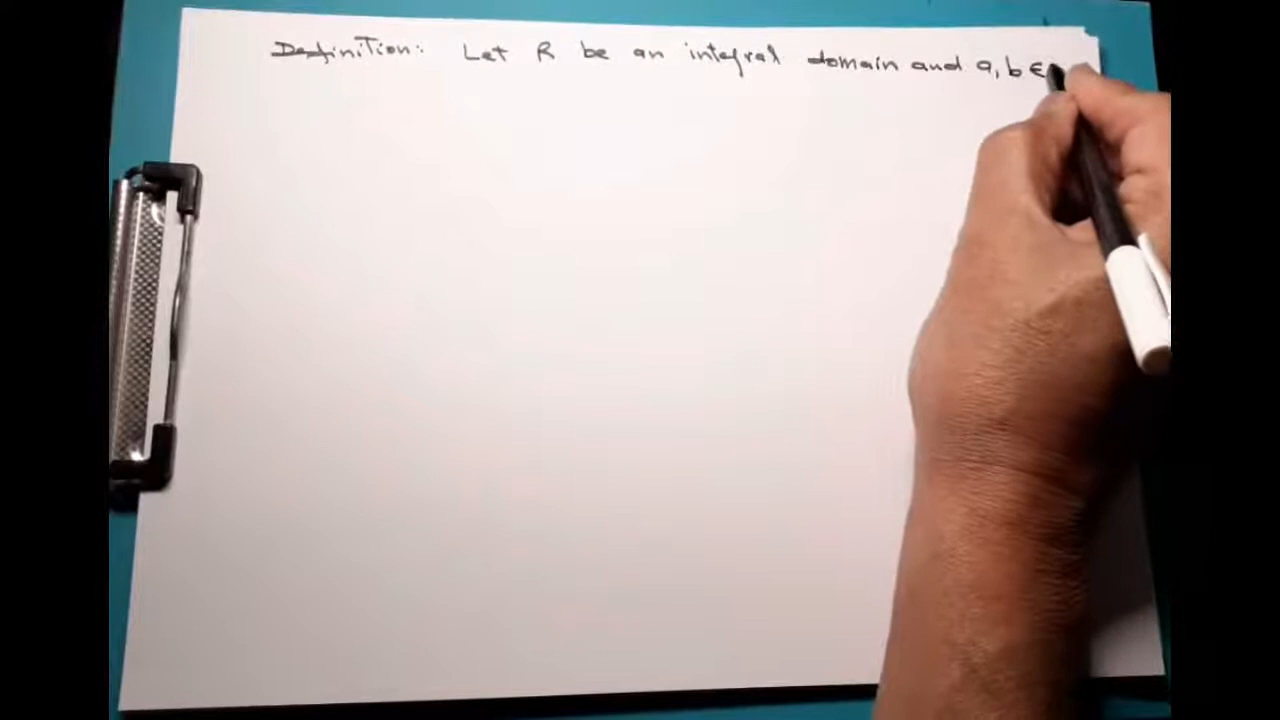 Definition: Let R be an integral domain and a, b ∈